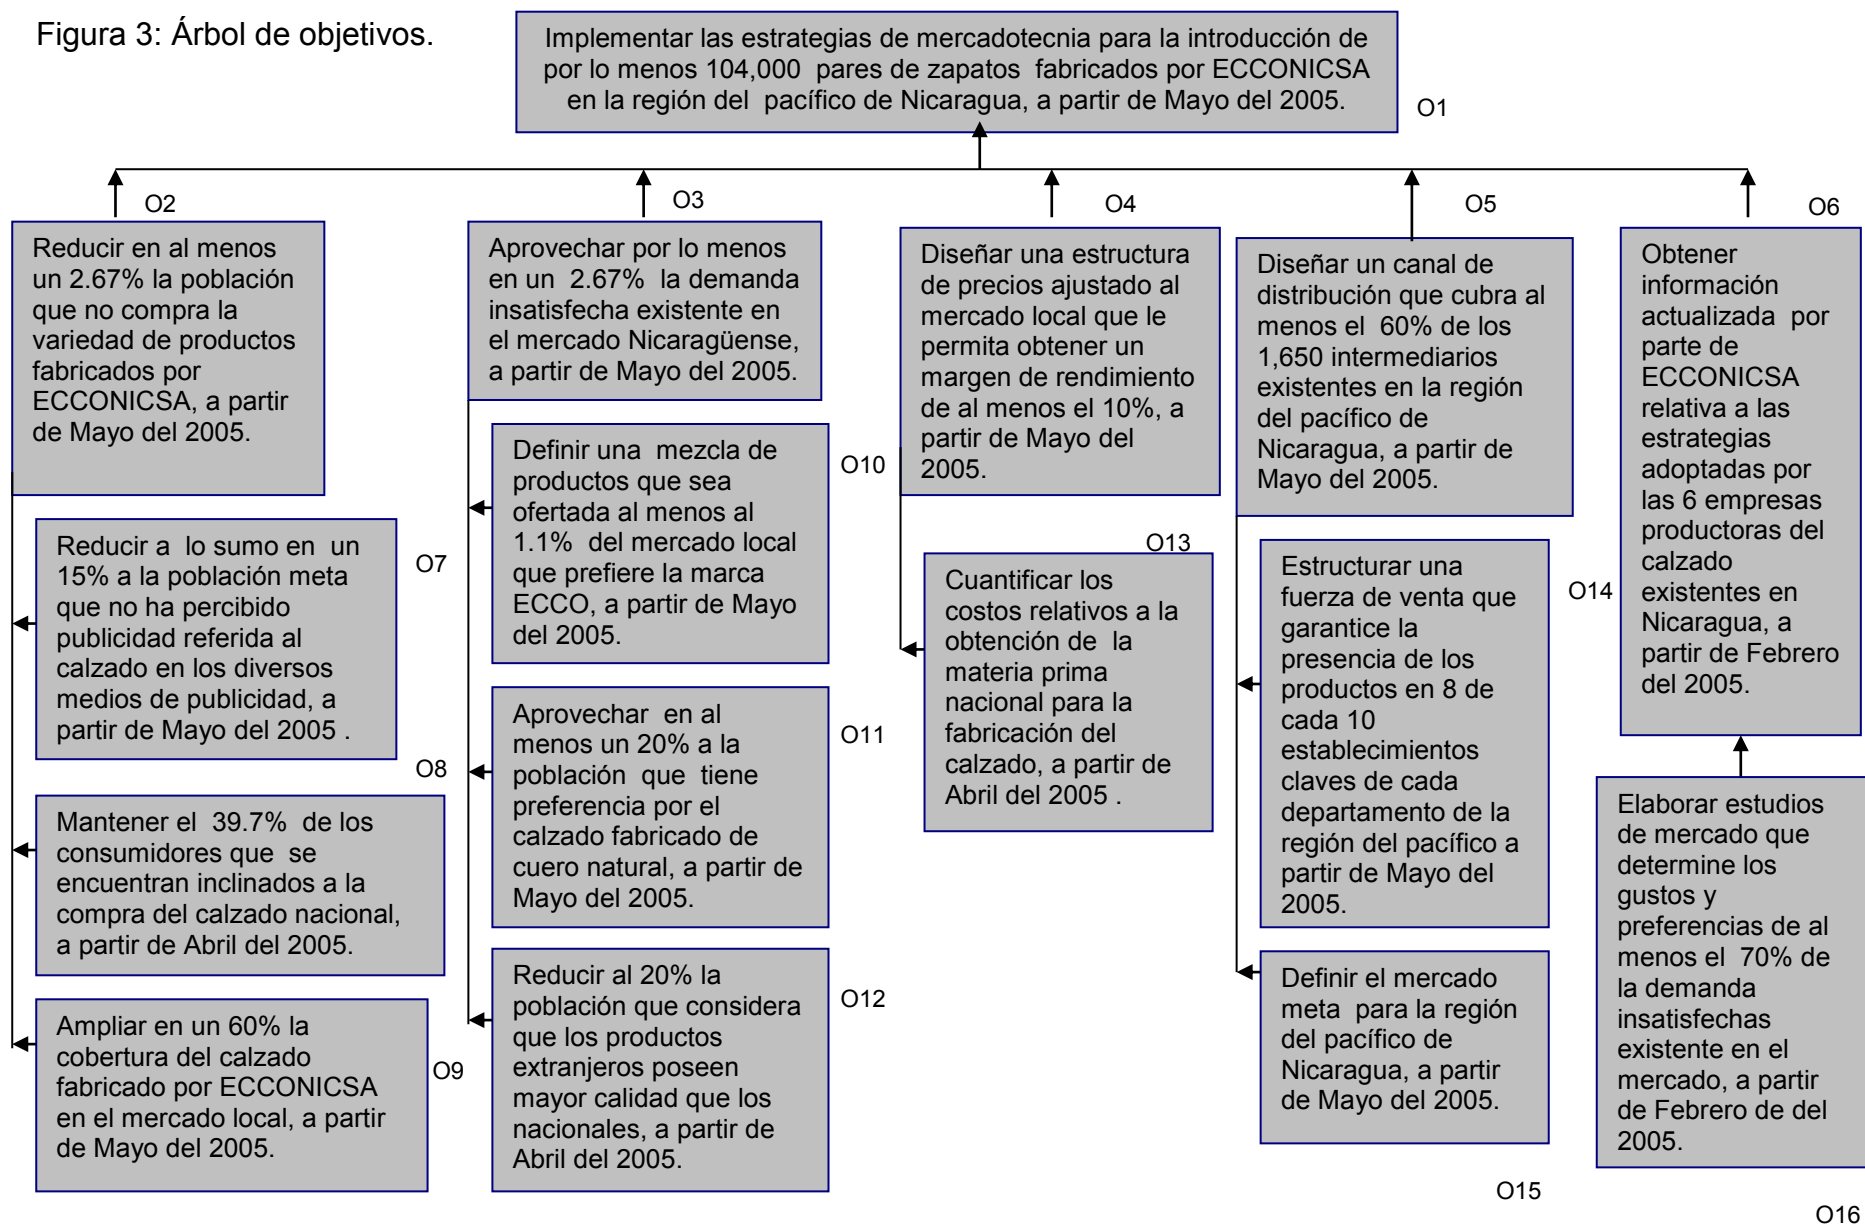 Figura 3: Árbol de objetivos.
Implementar las estrategias de mercadotecnia para la introducción de
por lo menos 104,000 pares de zapatos fabricados por ECCONICSA
en la región del pacífico de Nicaragua, a partir de Mayo del 2005.
O1
O2
Reducir en al menos
un 2.67% la población
que no compra la
variedad de productos
fabricados por
ECCONICSA, a partir
de Mayo del 2005.
O7
Reducir a lo sumo en un
15% a la población meta
que no ha percibido
publicidad referida al
calzado en los diversos
medios de publicidad, a
partir de Mayo del 2005 .
O8
Mantener el 39.7% de los
consumidores que se
encuentran inclinados a la
compra del calzado nacional,
a partir de Abril del 2005.
O9
Ampliar en un 60% la
cobertura del calzado
fabricado por ECCONICSA
en el mercado local, a partir
de Mayo del 2005.
O3
Aprovechar por lo menos
en un 2.67% la demanda
insatisfecha existente en
el mercado Nicaragüense,
a partir de Mayo del 2005.
O10
Definir una mezcla de
productos que sea
ofertada al menos al
1.1% del mercado local
que prefiere la marca
ECCO, a partir de Mayo
del 2005.
O11
Aprovechar en al
menos un 20% a la
población que tiene
preferencia por el
calzado fabricado de
cuero natural, a partir de
Mayo del 2005.
O12
Reducir al 20% la
población que considera
que los productos
extranjeros poseen
mayor calidad que los
nacionales, a partir de
Abril del 2005.
O4
Diseñar una estructura
de precios ajustado al
mercado local que le
permita obtener un
margen de rendimiento
de al menos el 10%, a
partir de Mayo del
2005.
O13
Cuantificar los
costos relativos a la
obtención de la
materia prima
nacional para la
fabricación del
calzado, a partir de
Abril del 2005 .
O5
Diseñar un canal de
distribución que cubra al
menos el 60% de los
1,650 intermediarios
existentes en la región
del pacífico de
Nicaragua, a partir de
Mayo del 2005.
O14
Estructurar una
fuerza de venta que
garantice la
presencia de los
productos en 8 de
cada 10
establecimientos
claves de cada
departamento de la
región del pacífico a
partir de Mayo del
2005.
Definir el mercado
meta para la región
del pacífico de
Nicaragua, a partir
de Mayo del 2005.
O15
O6
Obtener
información
actualizada por
parte de
ECCONICSA
relativa a las
estrategias
adoptadas por
las 6 empresas
productoras del
calzado
existentes en
Nicaragua, a
partir de Febrero
del 2005.
Elaborar estudios
de mercado que
determine los
gustos y
preferencias de al
menos el 70% de
la demanda
insatisfechas
existente en el
mercado, a partir
de Febrero de del
2005.
O16